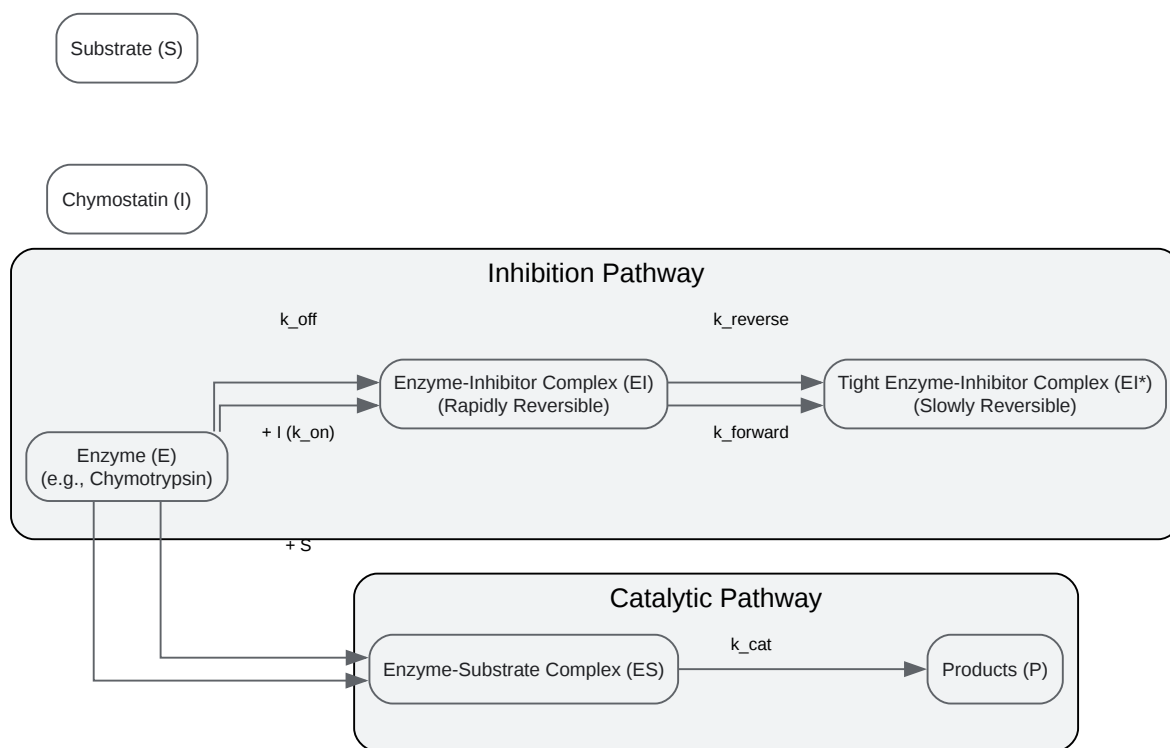 Substrate (S)
Chymostatin (I)
Inhibition Pathway
k_off
k_reverse
Enzyme-Inhibitor Complex (EI)
(Rapidly Reversible)
Tight Enzyme-Inhibitor Complex (EI*)
(Slowly Reversible)
+ I (k_on)
k_forward
Enzyme (E)
(e.g., Chymotrypsin)
+ S
Catalytic Pathway
k_cat
Enzyme-Substrate Complex (ES)
Products (P)